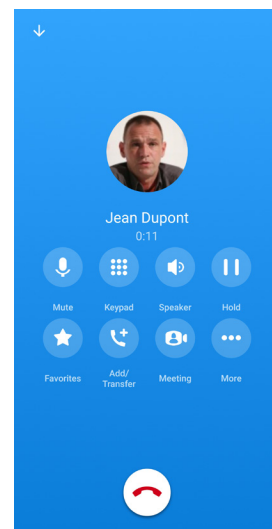 Jean Dupont
0:11
Mute Keypad Speaker Hold
Favorites Add/
Transfer Meeting More